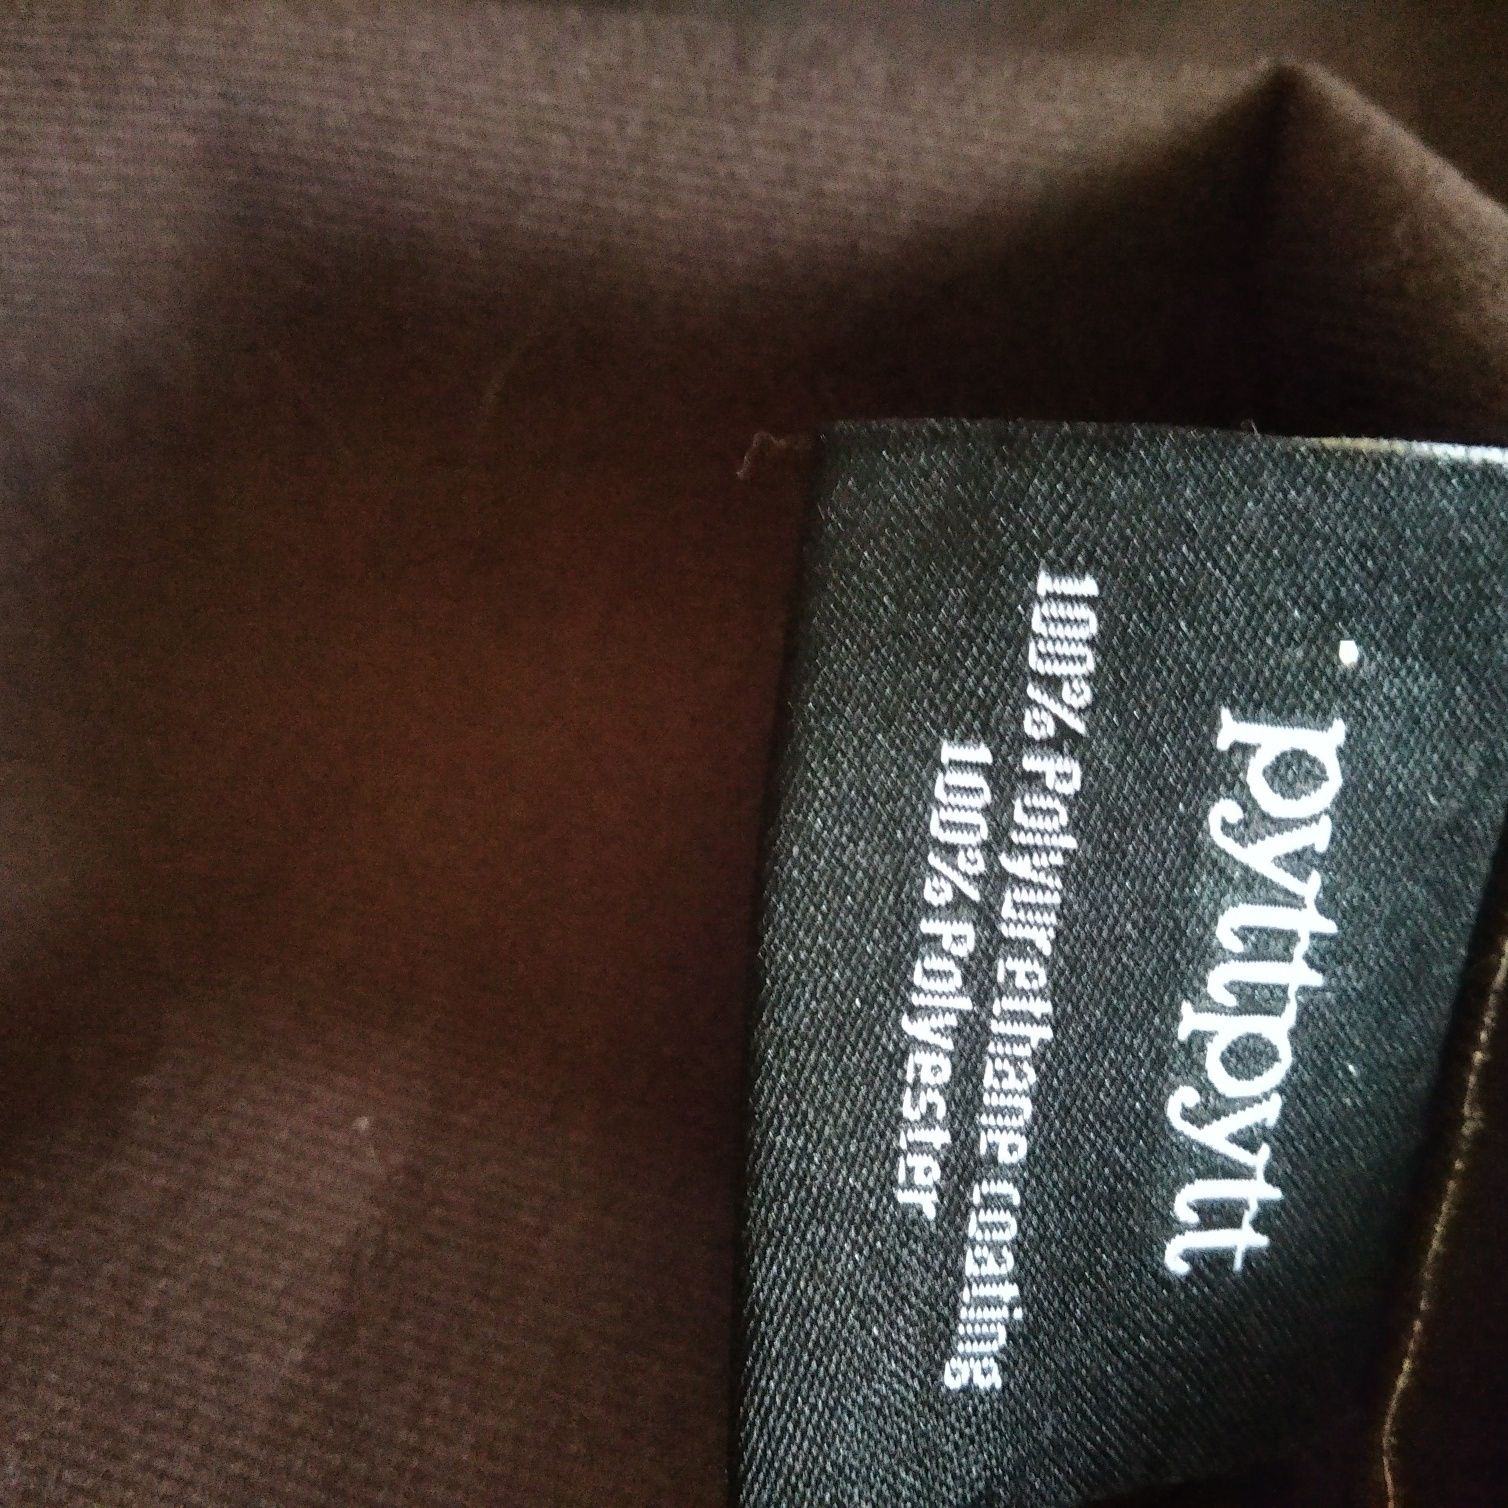 pyttpytt
100% Polyurethane Coating
100% Polyester